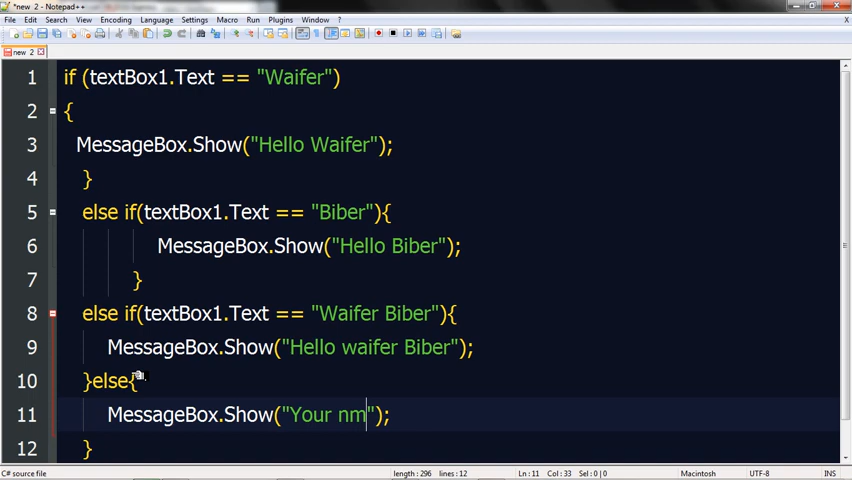 *new 2 - Notepad++
File Edit Search View Encoding Language Settings Macro Run Plugins Window ? X
new 2
1 if (textBox1.Text == "Waifer")
2 {
3 MessageBox.Show("Hello Waifer");
4 }
5 else if(textBox1.Text == "Biber"){
6 MessageBox.Show("Hello Biber");
7 }
8 else if(textBox1.Text == "Waifer Biber"){
9 MessageBox.Show("Hello waifer Biber");
10 }else{
11 MessageBox.Show("Your nm");
12 }
C# source file length : 296 lines : 12 Ln : 11 Col : 33 Sel : 0 | 0 Macintosh UTF-8 INS